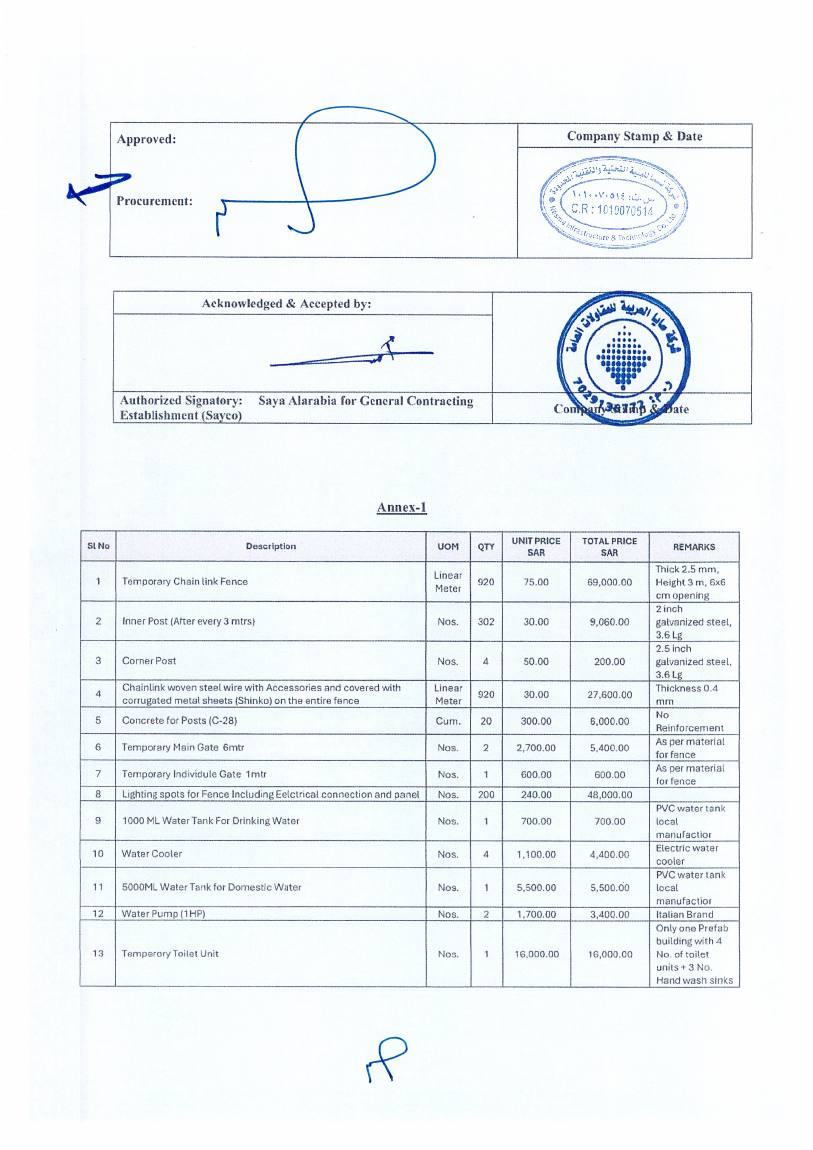 Approved:
Company Stamp & Date
Procurement:
س.ت: ١٠١٠٠٧٠٥١٤
C.R : 1010070514
Infrastructure & Technology Co. Ltd.
Acknowledged & Accepted by:
شركة سايا العربية للمقاولات العامة
7029136772
Authorized Signatory: Saya Alarabia for General Contracting
Establishment (Sayco)
Company Stamp & Date
Annex-1
Sl No Description UOM QTY UNIT PRICE SAR TOTAL PRICE SAR REMARKS
1 Temporary Chain link Fence Linear Meter 920 75.00 69,000.00 Thick 2.5 mm, Height 3 m, 6x6 cm opening
2 Inner Post (After every 3 mtrs) Nos. 302 30.00 9,060.00 2 inch galvanized steel, 3.6 Lg
3 Corner Post Nos. 4 50.00 200.00 2.5 inch galvanized steel, 3.6 Lg
4 Chainlink woven steel wire with Accessories and covered with corrugated metal sheets (Shinko) on the entire fence Linear Meter 920 30.00 27,600.00 Thickness 0.4 mm
5 Concrete for Posts (C-28) Cum. 20 300.00 6,000.00 No Reinforcement
6 Temporary Main Gate 6mtr Nos. 2 2,700.00 5,400.00 As per material for fence
7 Temporary Individule Gate 1mtr Nos. 1 600.00 600.00 As per material for fence
8 Lighting spots for Fence Including Eelctrical connection and panel Nos. 200 240.00 48,000.00
9 1000 ML Water Tank For Drinking Water Nos. 1 700.00 700.00 PVC water tank local manufactior
10 Water Cooler Nos. 4 1,100.00 4,400.00 Electric water cooler
11 5000ML Water Tank for Domestic Water Nos. 1 5,500.00 5,500.00 PVC water tank local manufactior
12 Water Pump (1HP) Nos. 2 1,700.00 3,400.00 Italian Brand
13 Temperory Toilet Unit Nos. 1 16,000.00 16,000.00 Only one Prefab building with 4 No. of toilet units + 3 No. Hand wash sinks